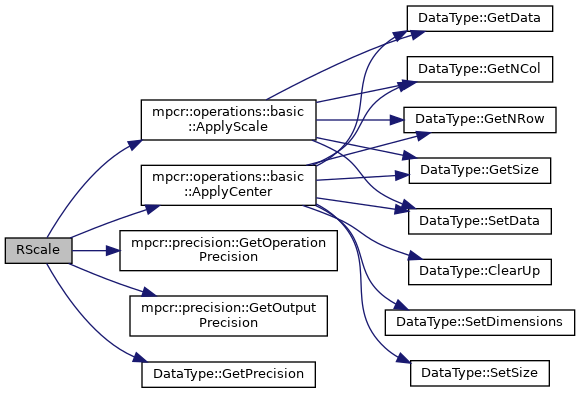 RScale
mpcr::operations::basic
::ApplyScale
mpcr::operations::basic
::ApplyCenter
mpcr::precision::GetOperation
Precision
mpcr::precision::GetOutput
Precision
DataType::GetPrecision
DataType::GetData
DataType::GetNCol
DataType::GetNRow
DataType::GetSize
DataType::SetData
DataType::ClearUp
DataType::SetDimensions
DataType::SetSize